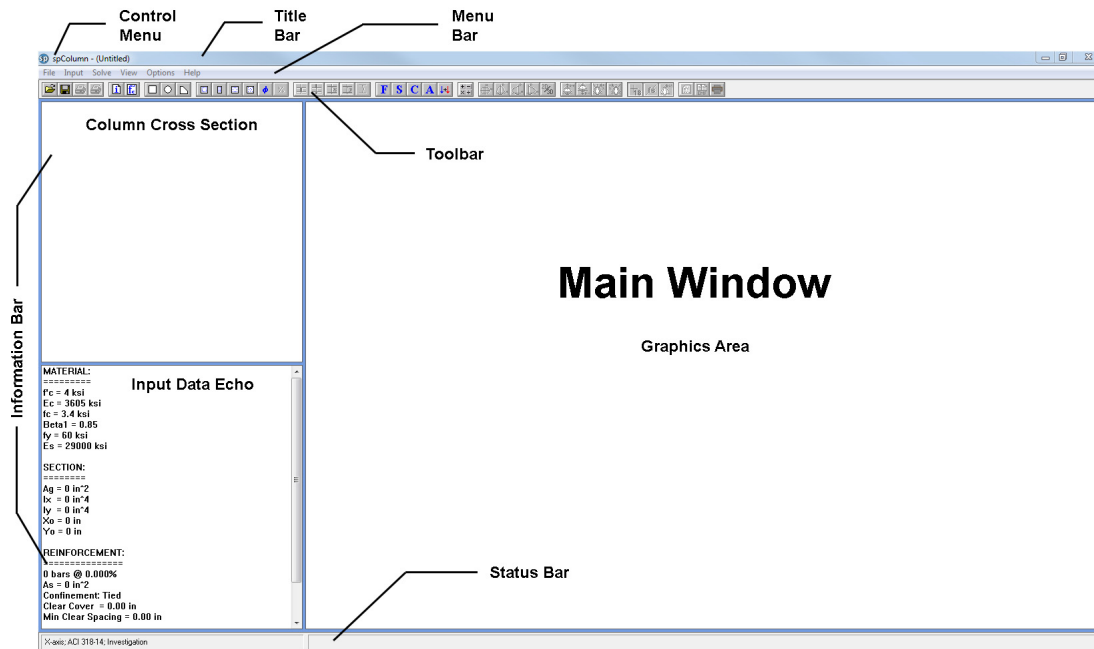 Control
Menu
Title
Bar
Menu
Bar
spColumn - (Untitled)
File Input Solve View Options Help
F S C A
Column Cross Section
Toolbar
Main Window
Graphics Area
Information Bar
MATERIAL:
=========
f'c = 4 ksi
Ec = 3605 ksi
fc = 3.4 ksi
Beta1 = 0.85
fy = 60 ksi
Es = 29000 ksi
Input Data Echo
SECTION:
========
Ag = 0 in^2
Ix = 0 in^4
Iy = 0 in^4
Xo = 0 in
Yo = 0 in
REINFORCEMENT:
==============
0 bars @ 0.000%
As = 0 in^2
Confinement: Tied
Clear Cover = 0.00 in
Min Clear Spacing = 0.00 in
Status Bar
X-axis; ACI 318-14; Investigation